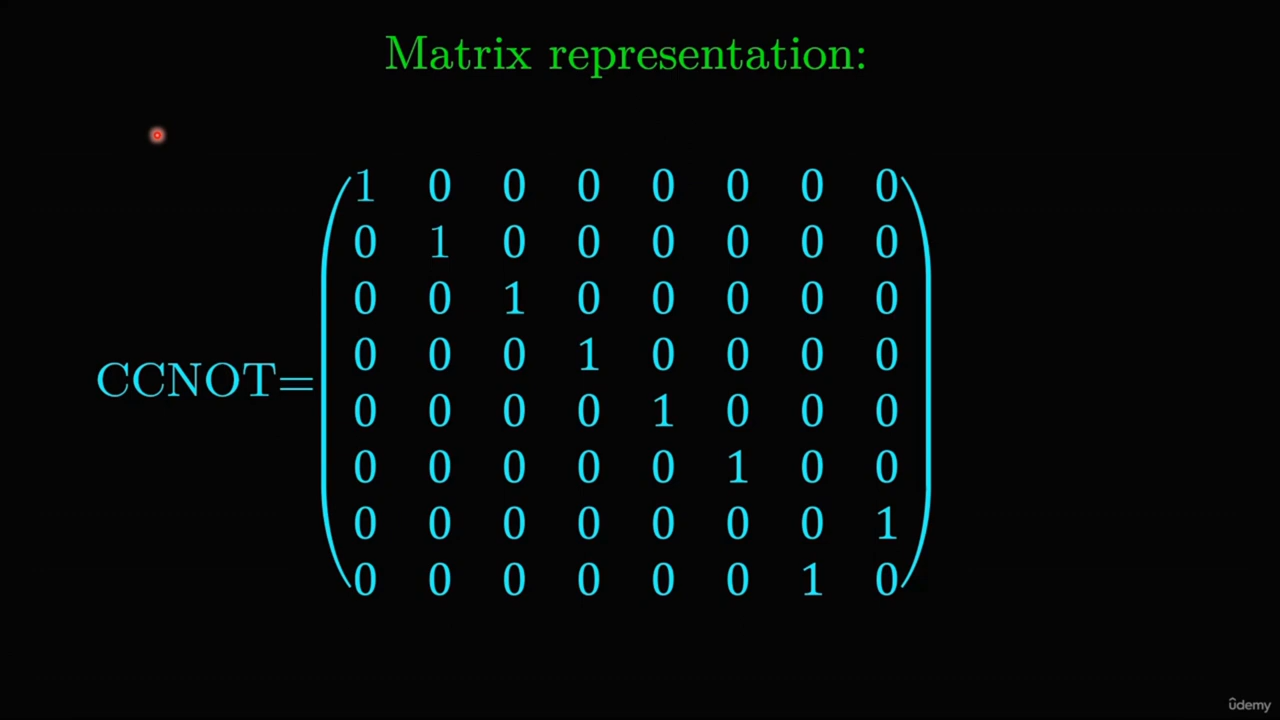 Matrix representation:
1 0 0 0 0 0 0 0
0 1 0 0 0 0 0 0
0 0 1 0 0 0 0 0
0 0 0 1 0 0 0 0
CCNOT=
0 0 0 0 1 0 0 0
0 0 0 0 0 1 0 0
0 0 0 0 0 0 0 1
0 0 0 0 0 0 1 0
ûdemy